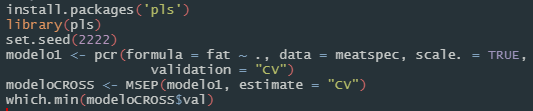 install.packages('pls')
library(pls)
set.seed(2222)
modelo1 <- pcr(formula = fat ~ ., data = meatspec, scale. = TRUE,
validation = "CV")
modeloCROSS <- MSEP(modelo1, estimate = "CV")
which.min(modeloCROSS$val)